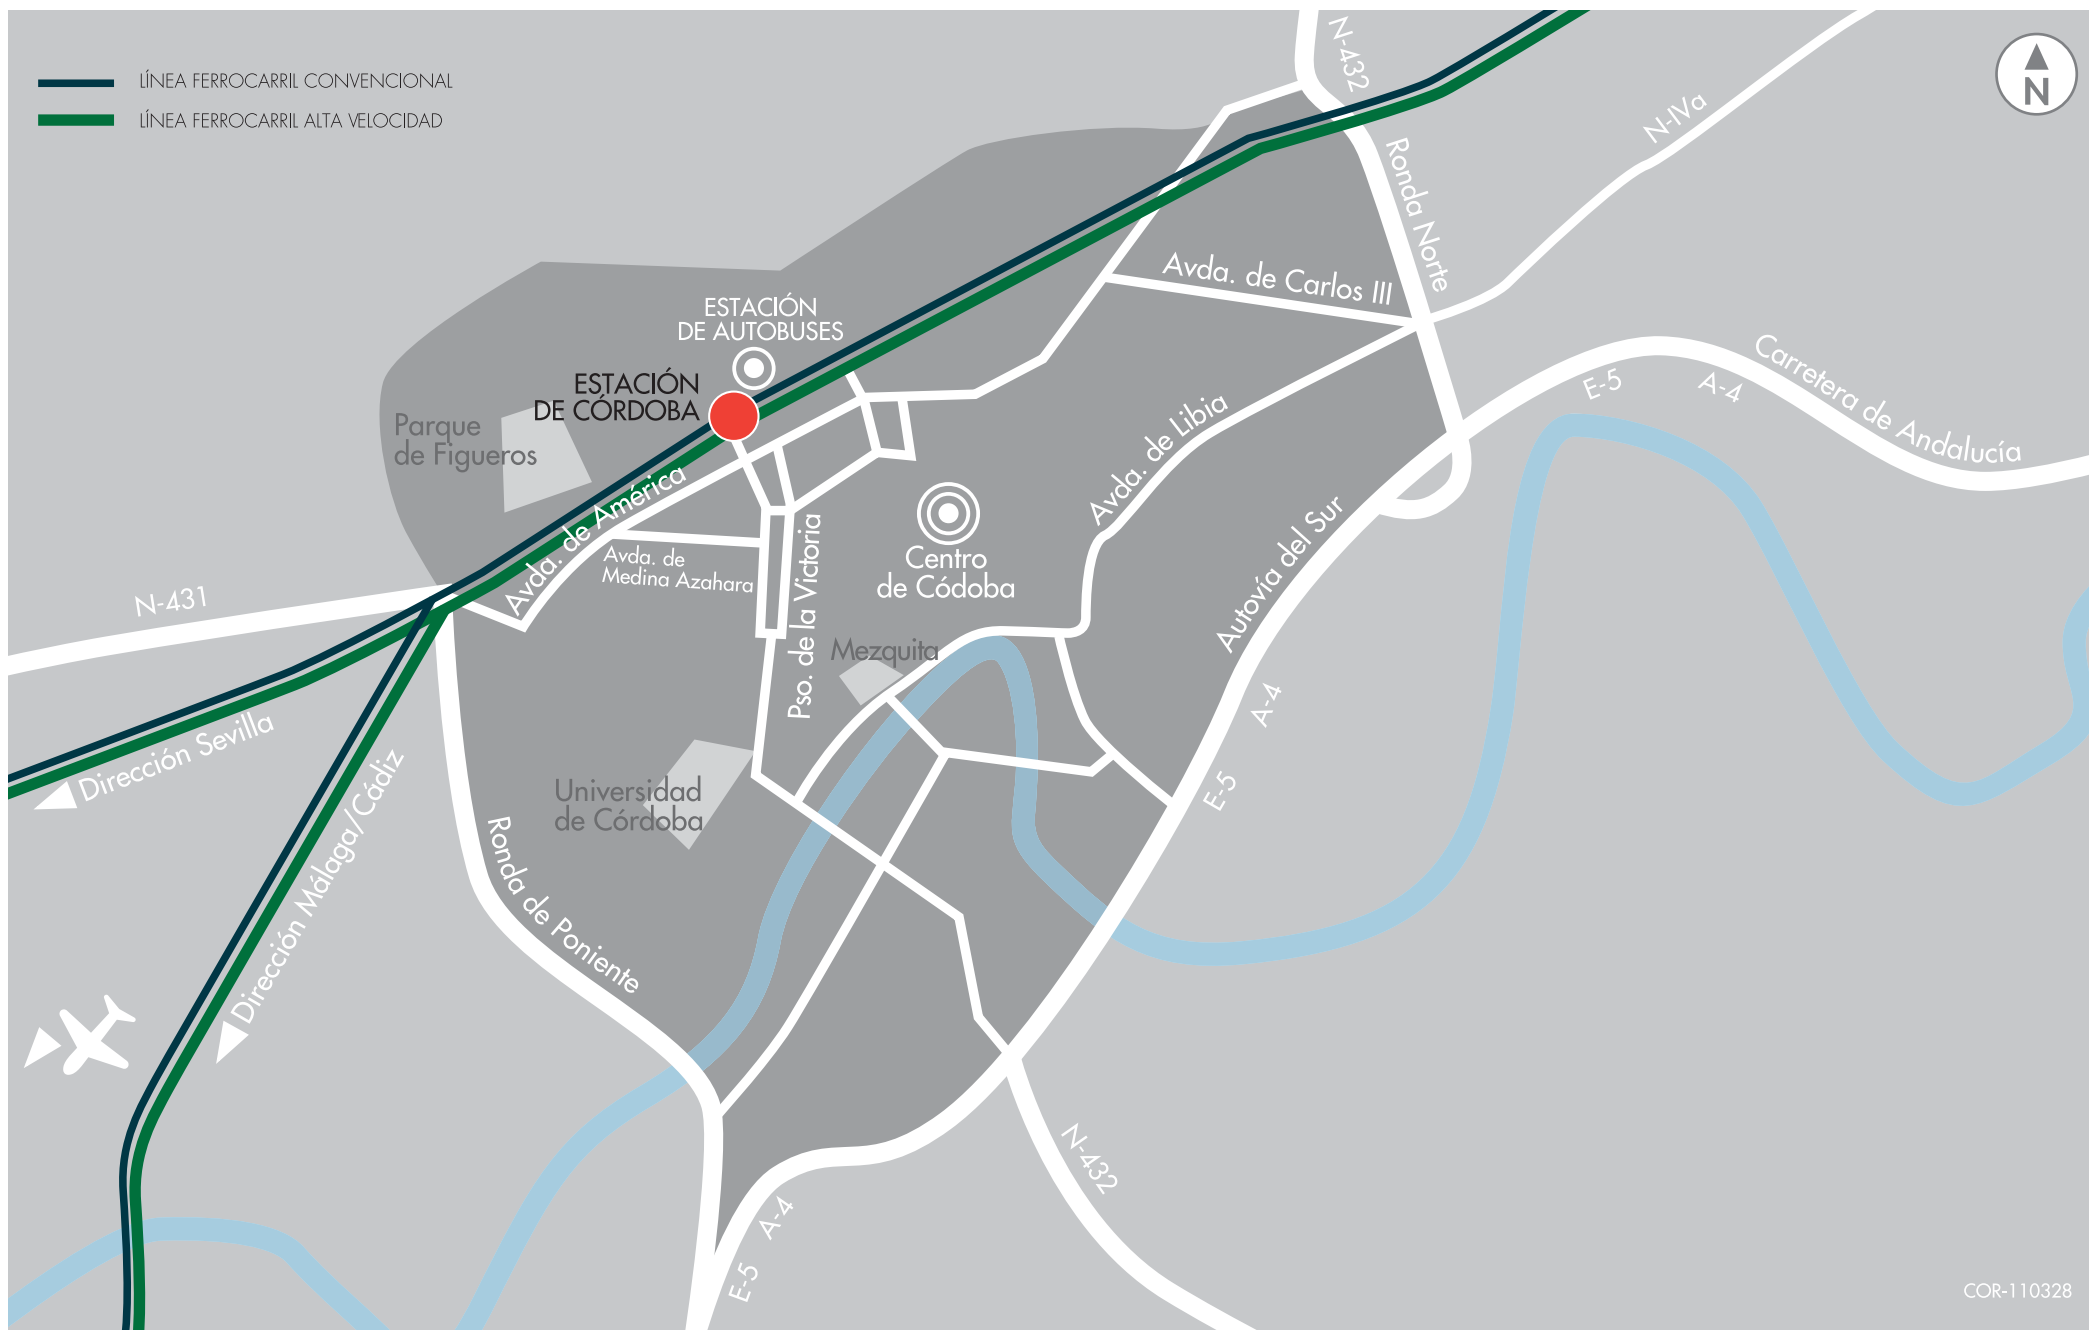 LÍNEA FERROCARRIL CONVENCIONAL
LÍNEA FERROCARRIL ALTA VELOCIDAD
N-432
N
N-IVa
Ronda Norte
Avda. de Carlos III
ESTACIÓN
DE AUTOBUSES
ESTACIÓN
DE CÓRDOBA
Carretera de Andalucía
E-5
A-4
Parque
de Figueros
Avda. de Libia
Avda. de América
Autovía del Sur
Avda. de
Medina Azahara
Pso. de la Victoria
Centro
de Códoba
N-431
Mezquita
A-4
E-5
Dirección Sevilla
Dirección Málaga/Cádiz
Universidad
de Córdoba
Ronda de Poniente
N-432
A-4
E-5
COR-110328